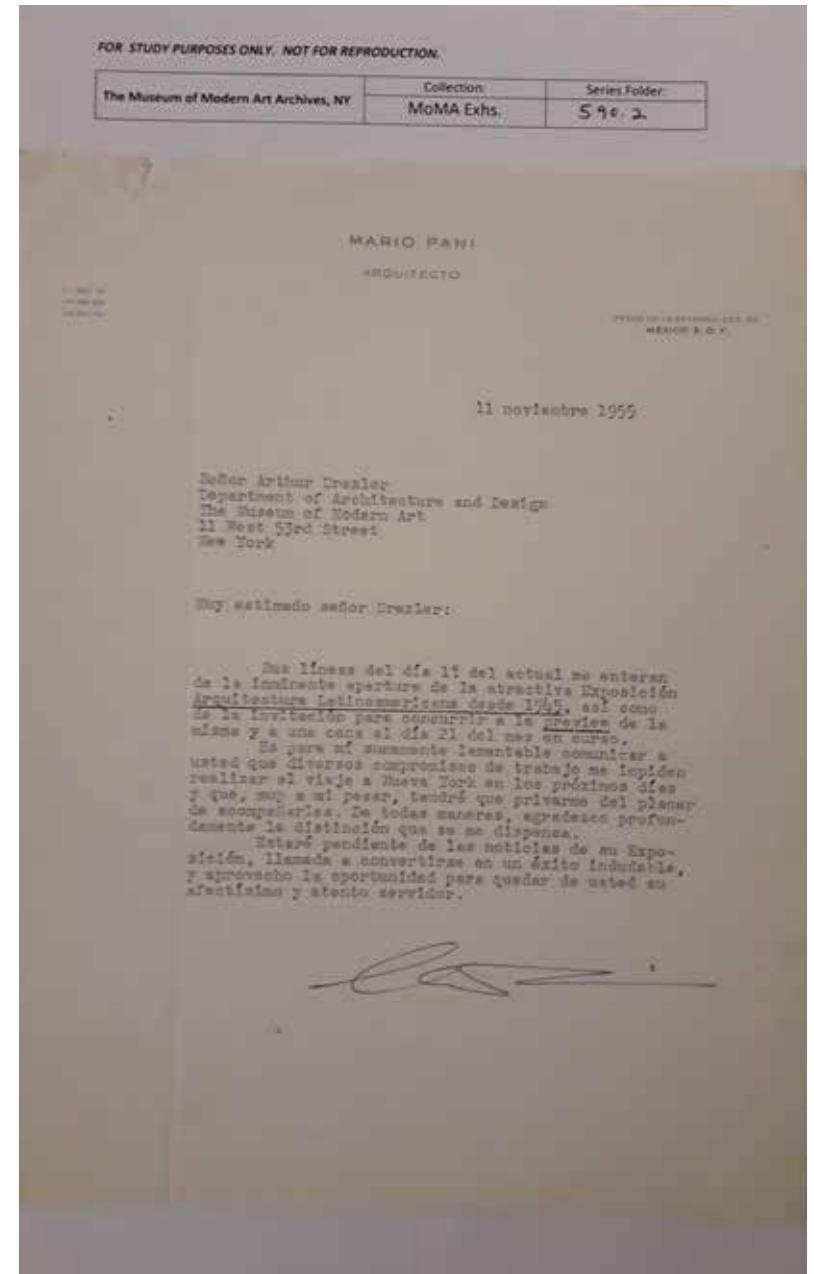 FOR STUDY PURPOSES ONLY. NOT FOR REPRODUCTION.
The Museum of Modern Art Archives, NY
Collection:
Series.Folder:
MoMA Exhs.
590.2
MARIO PANI
ARQUITECTO
MEXICO 5, D. F.
11 noviembre 1955
Señor Arthur Drexler
Department of Architecture and Design
The Museum of Modern Art
11 West 53rd Street
New York
Muy estimado señor Drexler:
Sus líneas del día 1º del actual me enteran
de la inminente apertura de la atractiva Exposición
Arquitectura Latinoamericana desde 1945, así como
de la invitación para concurrir a la preview de la
misma y a una cena el día 21 del mes en curso.
Es para mí sumamente lamentable comunicar a
usted que diversos compromisos de trabajo me impiden
realizar el viaje a Nueva York en los próximos días
y que, muy a mi pesar, tendré que privarme del placer
de acompañarles. De todas maneras, agradezco profun-
damente la distinción que se me dispensa.
Estaré pendiente de las noticias de su Expo-
sición, llamada a convertirse en un éxito indudable,
y aprovecho la oportunidad para quedar de usted su
afectísimo y atento servidor.